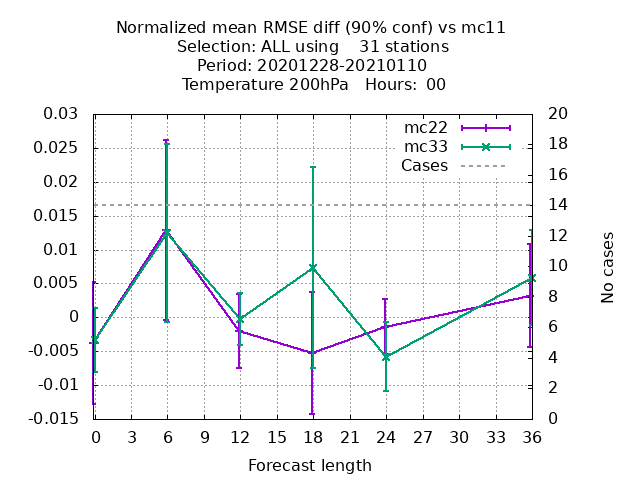 Normalized mean RMSE diff (90% conf) vs mc11
Selection: ALL using    31 stations
Period: 20201228-20210110
Temperature 200hPa   Hours:  00
0.03
0.025
0.02
0.015
0.01
0.005
0
-0.005
-0.01
-0.015
mc22
mc33
Cases
20
18
16
14
12
10
8
6
4
2
0
No cases
0 3 6 9 12 15 18 21 24 27 30 33 36
Forecast length